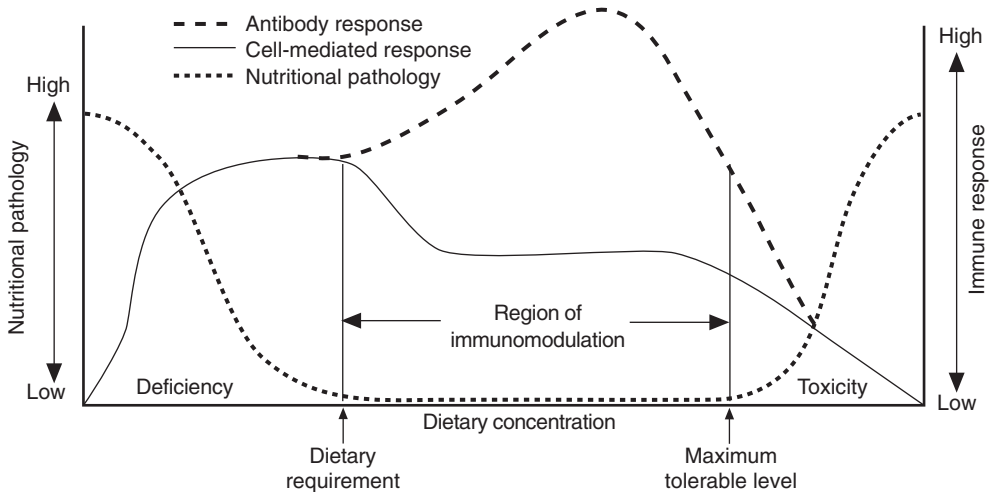 Antibody response
Cell-mediated response
Nutritional pathology
High
Nutritional pathology
Low
High
Immune response
Low
Region of
immunomodulation
Deficiency
Toxicity
Dietary concentration
Dietary
requirement
Maximum
tolerable level